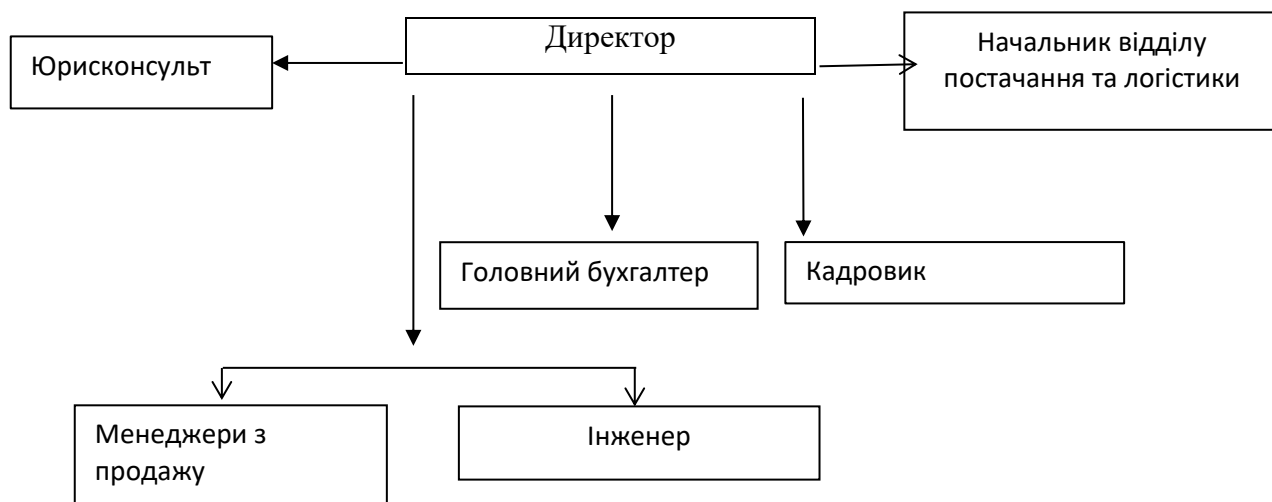 Директор
Юрисконсульт
Начальник відділу
постачання та логістики
Головний бухгалтер
Кадровик
Менеджери з
продажу
Інженер